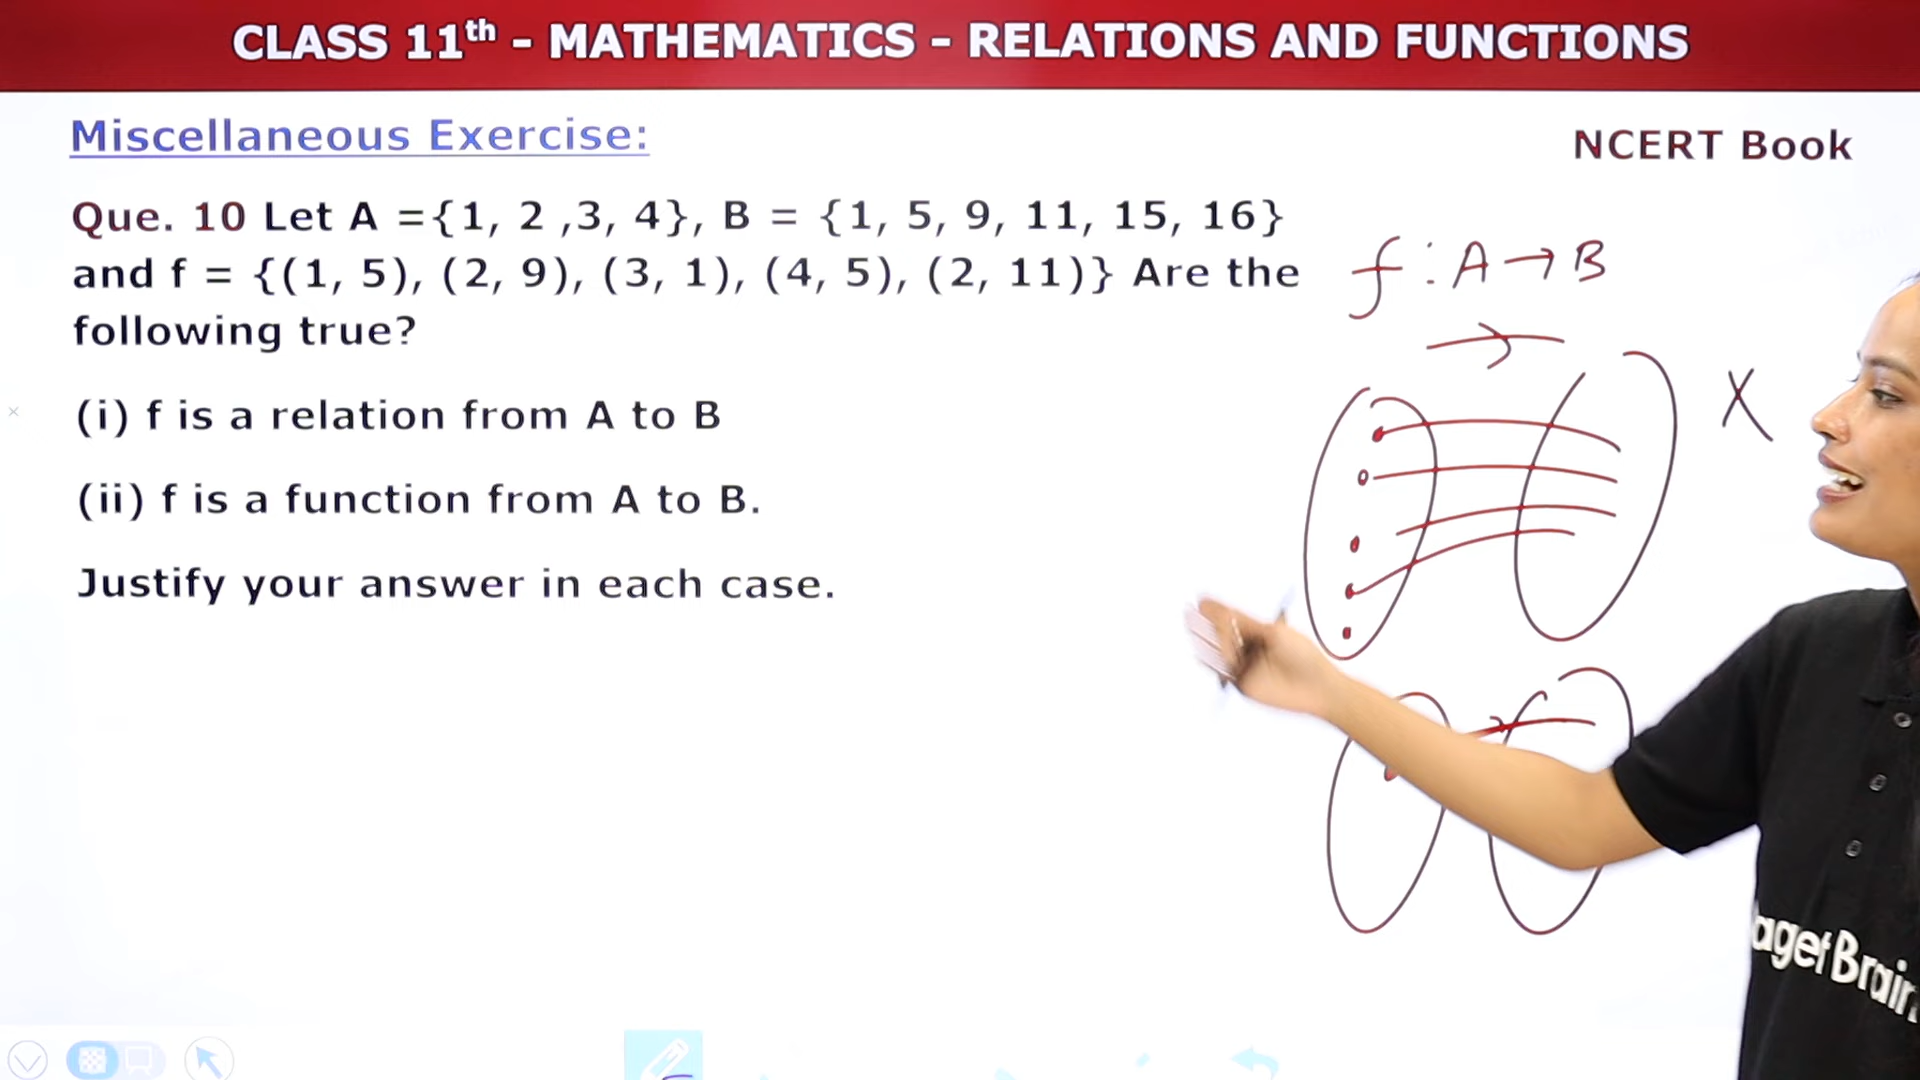 CLASS 11th - MATHEMATICS - RELATIONS AND FUNCTIONS
Miscellaneous Exercise:
NCERT Book
Que. 10 Let A ={1, 2 ,3, 4}, B = {1, 5, 9, 11, 15, 16}
and f = {(1, 5), (2, 9), (3, 1), (4, 5), (2, 11)} Are the
following true?
f : A → B
(i) f is a relation from A to B
(ii) f is a function from A to B.
Justify your answer in each case.
X